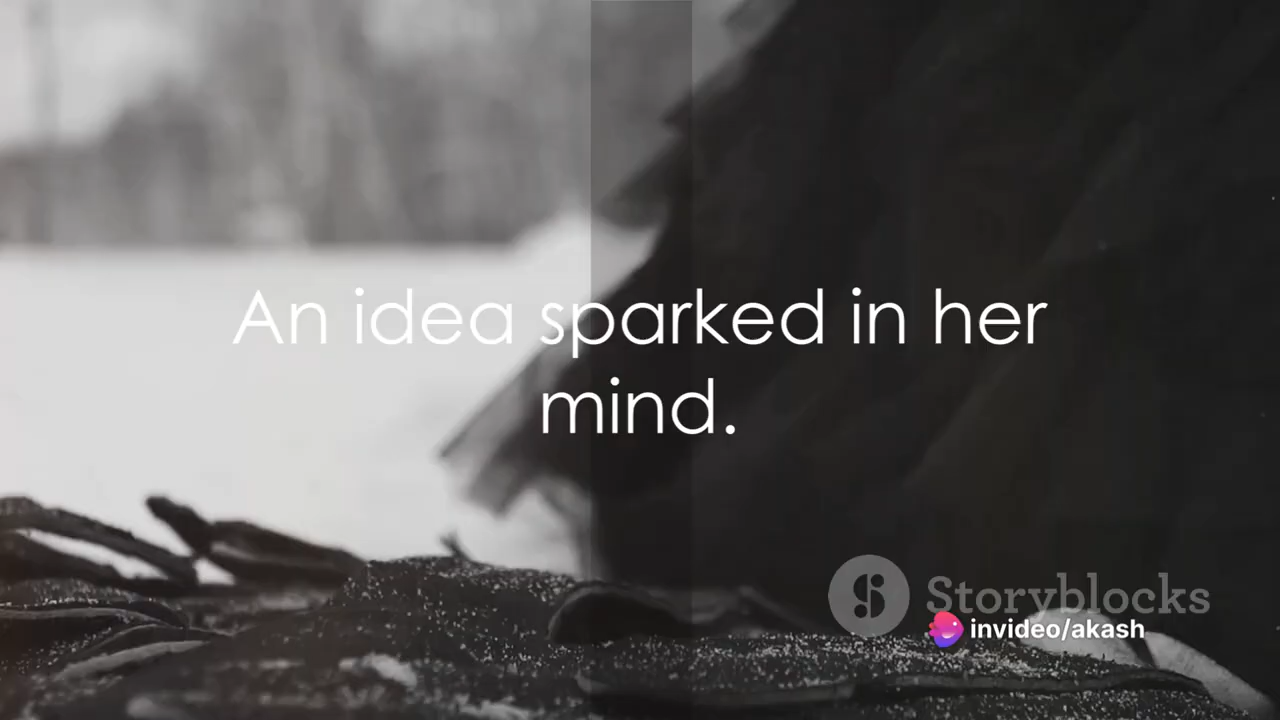 An idea sparked in her
mind.
Storyblocks
invideo/akash